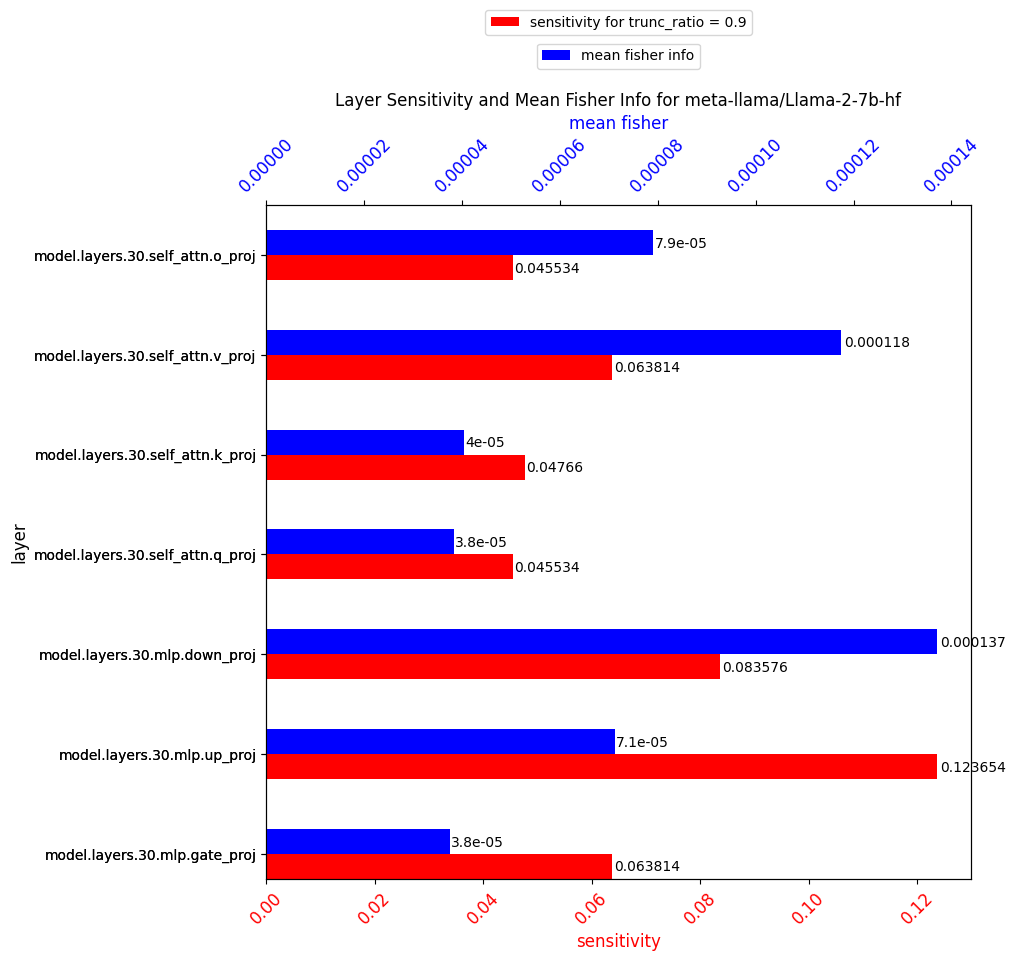 sensitivity for trunc_ratio = 0.9
mean fisher info
Layer Sensitivity and Mean Fisher Info for meta-llama/Llama-2-7b-hf
mean fisher
0.00000 0.00002 0.00004 0.00006 0.00008 0.00010 0.00012 0.00014
model.layers.30.self_attn.o_proj
7.9e-05
0.045534
model.layers.30.self_attn.v_proj
0.000118
0.063814
model.layers.30.self_attn.k_proj
4e-05
0.04766
model.layers.30.self_attn.q_proj
3.8e-05
0.045534
model.layers.30.mlp.down_proj
0.000137
0.083576
model.layers.30.mlp.up_proj
7.1e-05
0.123654
model.layers.30.mlp.gate_proj
3.8e-05
0.063814
layer
0.00 0.02 0.04 0.06 0.08 0.10 0.12
sensitivity